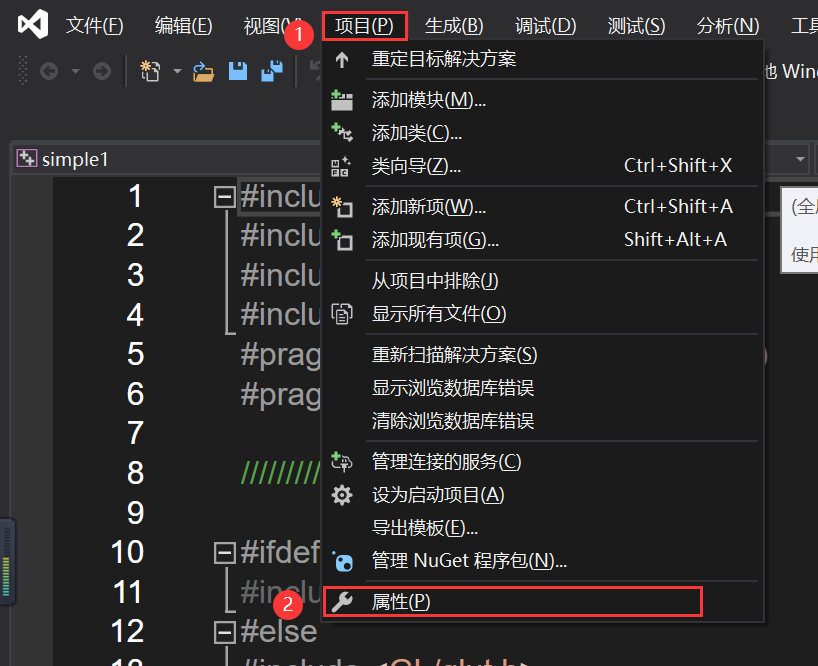 文件(F) 编辑(E) 视图(V) 1 项目(P) 生成(B) 调试(D) 测试(S) 分析(N) 工具
Wind
重定目标解决方案
添加模块(M)...
添加类(C)...
类向导(Z)... Ctrl+Shift+X
添加新项(W)... Ctrl+Shift+A
添加现有项(G)... Shift+Alt+A
从项目中排除(J)
显示所有文件(O)
重新扫描解决方案(S)
显示浏览数据库错误
清除浏览数据库错误
管理连接的服务(C)
设为启动项目(A)
导出模板(E)...
管理 NuGet 程序包(N)...
2 属性(P)
simple1
(全
使用
1 #inclu
2 #inclu
3 #inclu
4 #inclu
5 #prag
6 #prag
7
8 /////////
9
10 #ifdef
11 #inclu
12 #else